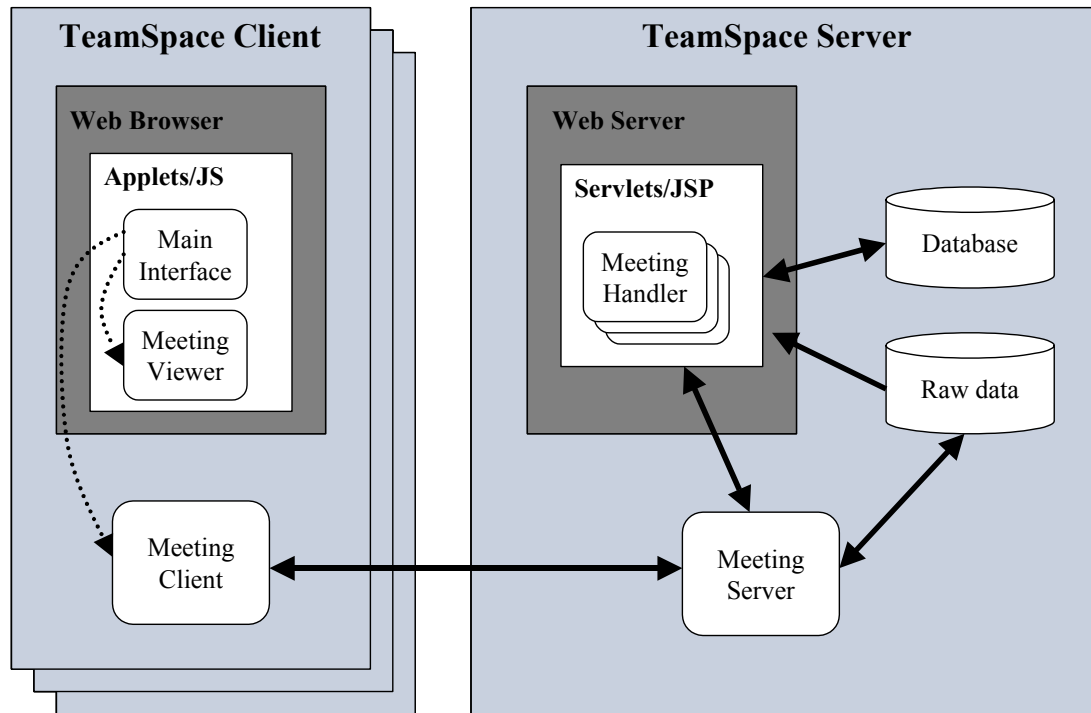 TeamSpace Client
Web Browser
Applets/JS
Main
Interface
Meeting
Viewer
Meeting
Client
TeamSpace Server
Web Server
Servlets/JSP
Meeting
Handler
Database
Raw data
Meeting
Server